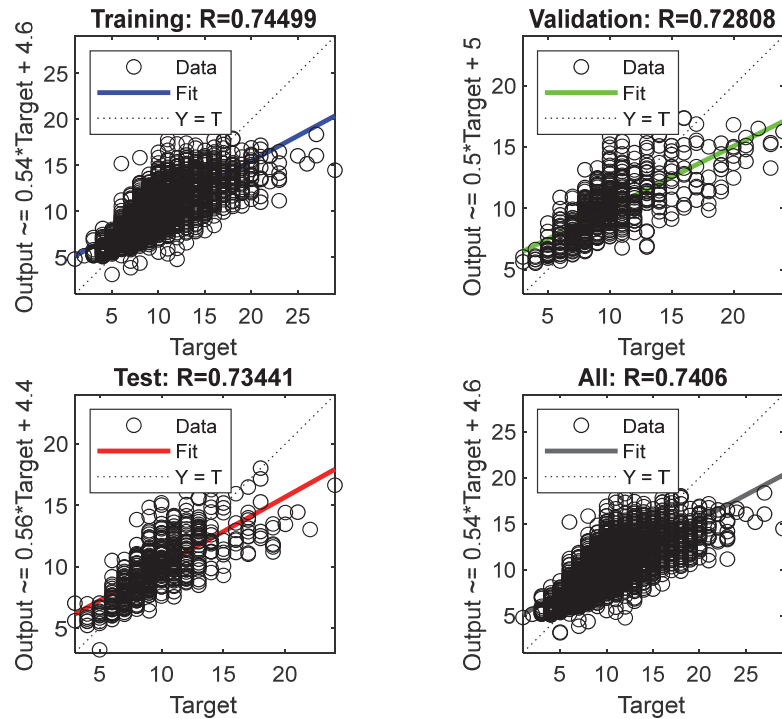 Training: R=0.74499
Output ~= 0.54*Target + 4.6
25
20
15
10
5
Data
Fit
Y = T
5
10
15
20
25
Target
Validation: R=0.72808
Output ~= 0.5*Target + 5
20
15
10
5
Data
Fit
Y = T
5
10
15
20
Target
Test: R=0.73441
Output ~= 0.56*Target + 4.4
20
15
10
5
Data
Fit
Y = T
5
10
15
20
Target
All: R=0.7406
Output ~= 0.54*Target + 4.6
25
20
15
10
5
Data
Fit
Y = T
5
10
15
20
25
Target